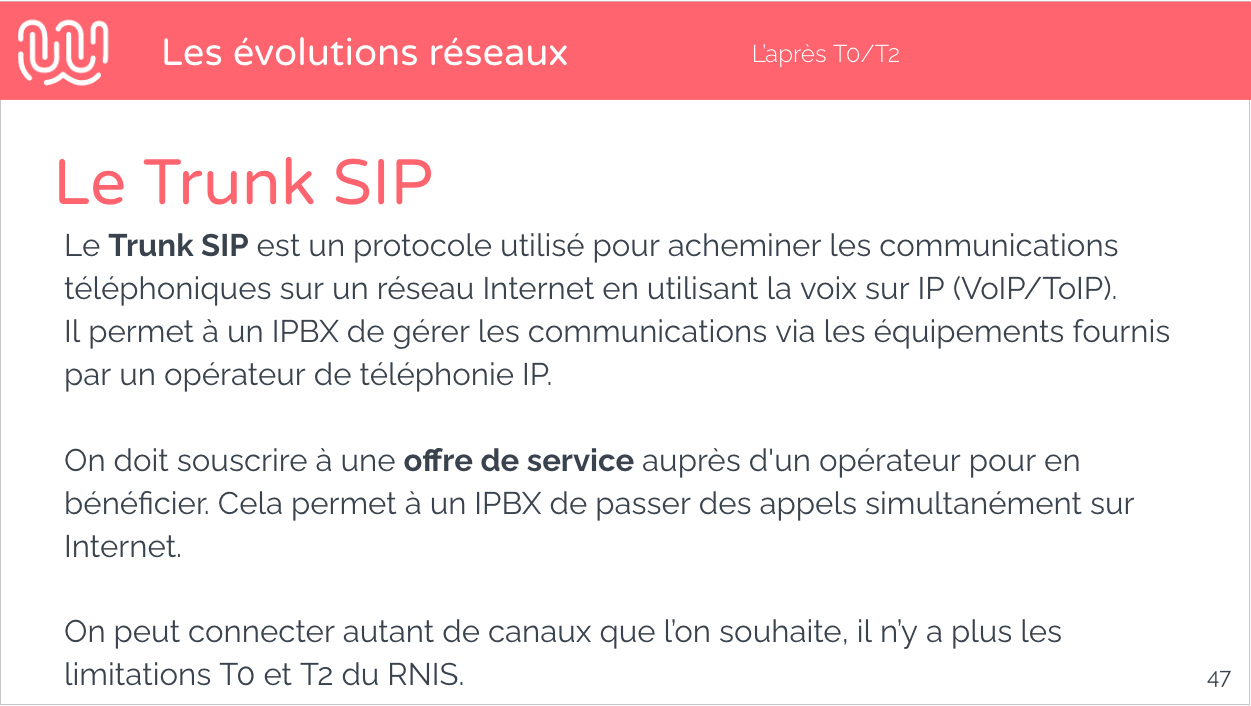 Les évolutions réseaux
L'après T0/T2
Le Trunk SIP
Le Trunk SIP est un protocole utilisé pour acheminer les communications
téléphoniques sur un réseau Internet en utilisant la voix sur IP (VoIP/ToIP).
Il permet à un IPBX de gérer les communications via les équipements fournis
par un opérateur de téléphonie IP.
On doit souscrire à une offre de service auprès d'un opérateur pour en
bénéficier. Cela permet à un IPBX de passer des appels simultanément sur
Internet.
On peut connecter autant de canaux que l’on souhaite, il n’y a plus les
limitations T0 et T2 du RNIS.
47